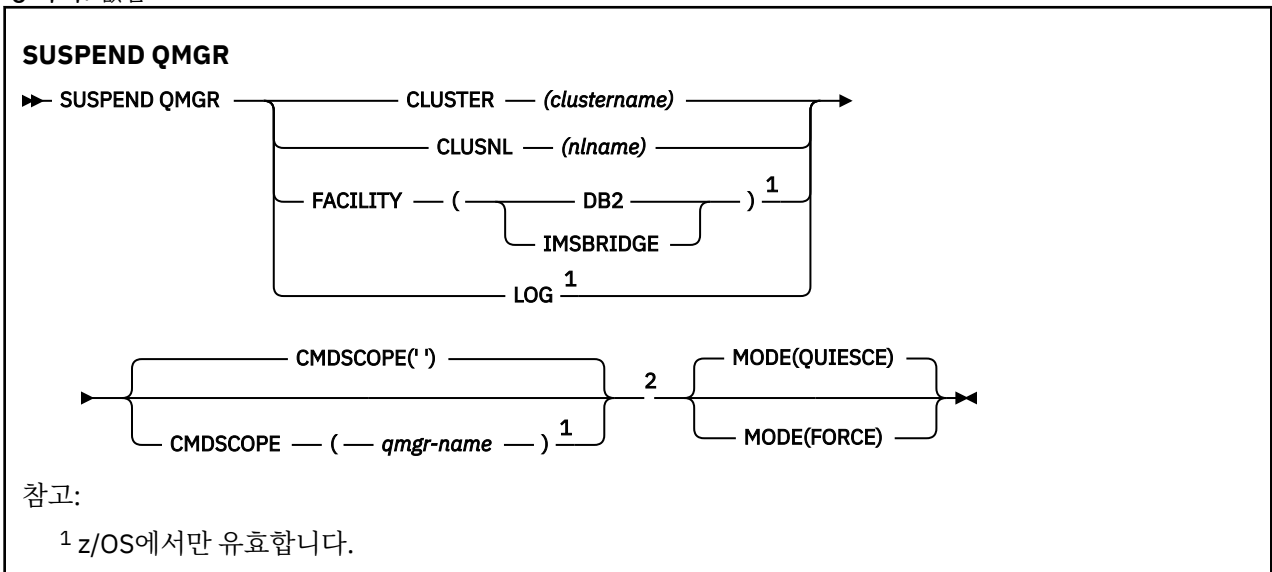 SUSPEND QMGR
SUSPEND QMGR CLUSTER (clustername)
CLUSNL (nlname)
FACILITY ( DB2 ) 1
IMSBRIDGE
LOG 1
CMDSCOPE(' ') 2 MODE(QUIESCE)
CMDSCOPE ( qmgr-name ) 1 MODE(FORCE)
참고:
1 z/OS에서만 유효합니다.